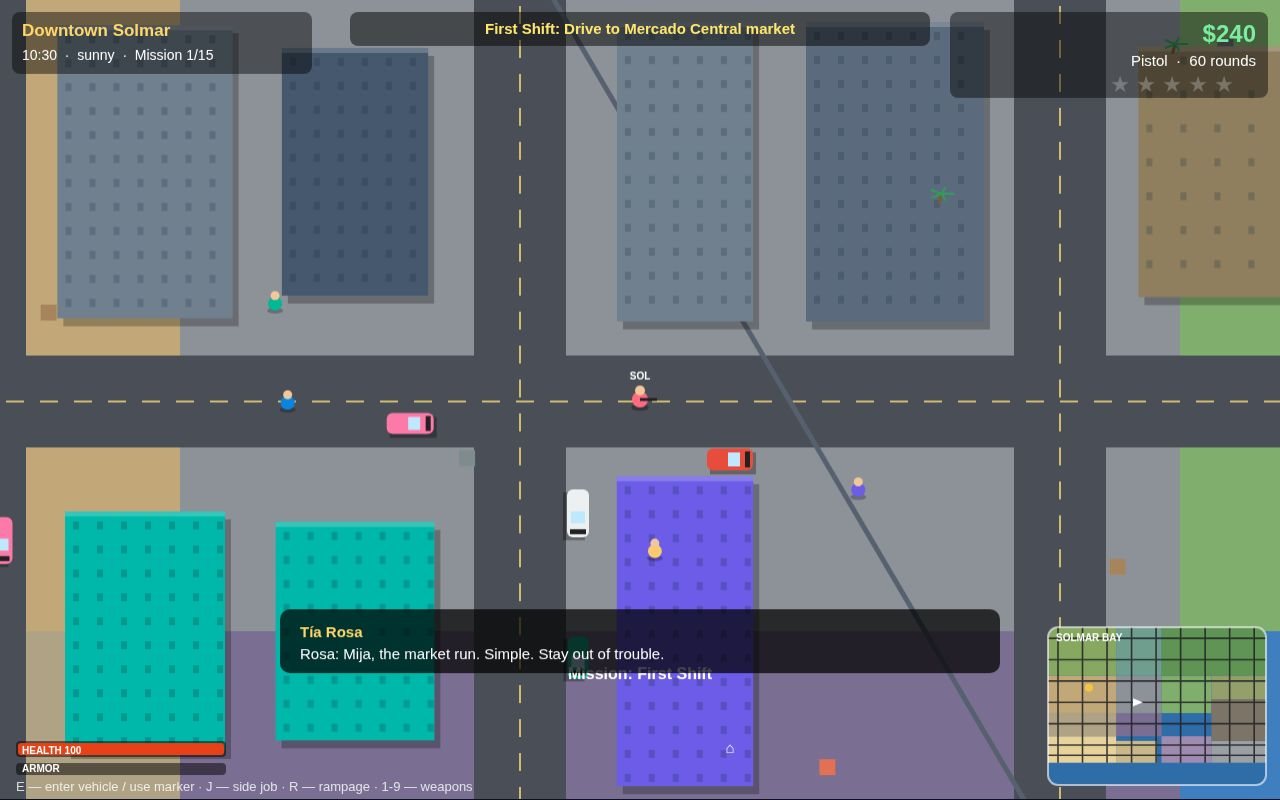 Downtown Solmar
10:30 · sunny · Mission 1/15
First Shift: Drive to Mercado Central market
$240
Pistol · 60 rounds
★ ★ ★ ★ ★
SOL
Tía Rosa
Rosa: Mija, the market run. Simple. Stay out of trouble.
Mission: First Shift
SOLMAR BAY
HEALTH 100
ARMOR
E — enter vehicle / use marker · J — side job · R — rampage · 1-9 — weapons